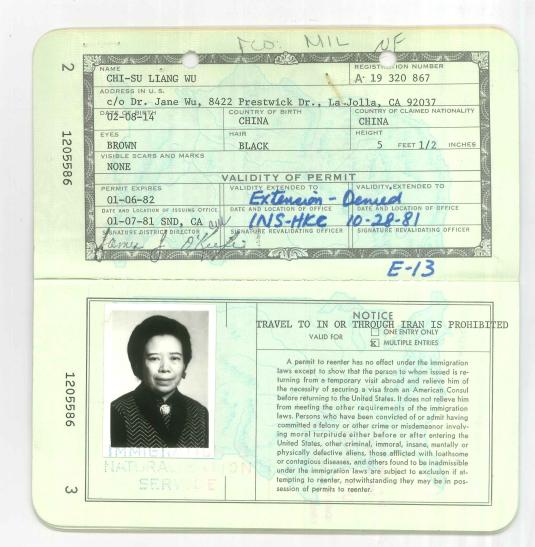 FCO: MIL NF
2
NAME
CHI-SU LIANG WU
REGISTRATION NUMBER
A- 19 320 867
ADDRESS IN U.S.
c/o Dr. Jane Wu, 8422 Prestwick Dr., La Jolla, CA 92037
DATE OF BIRTH
02-08-14
COUNTRY OF BIRTH
CHINA
COUNTRY OF CLAIMED NATIONALITY
CHINA
EYES
BROWN
HAIR
BLACK
HEIGHT
5 FEET 1/2 INCHES
VISIBLE SCARS AND MARKS
NONE
1205586
VALIDITY OF PERMIT
PERMIT EXPIRES
01-06-82
VALIDITY EXTENDED TO
VALIDITY EXTENDED TO
Extension - Denied
DATE AND LOCATION OF ISSUING OFFICE
01-07-81 SND, CA
DATE AND LOCATION OF OFFICE
DATE AND LOCATION OF OFFICE
INS-HKG 10-28-81
SIGNATURE DISTRICT DIRECTOR
SIGNATURE REVALIDATING OFFICER
SIGNATURE REVALIDATING OFFICER
E-13
NOTICE
TRAVEL TO IN OR THROUGH IRAN IS PROHIBITED
VALID FOR
ONE ENTRY ONLY
X MULTIPLE ENTRIES
A permit to reenter has no effect under the immigration
laws except to show that the person to whom issued is re-
turning from a temporary visit abroad and relieve him of
the necessity of securing a visa from an American Consul
before returning to the United States. It does not relieve him
from meeting the other requirements of the immigration
laws. Persons who have been convicted of or admit having
committed a felony or other crime or misdemeanor involv-
ing moral turpitude either before or after entering the
United States, other criminal, immoral, insane, mentally or
physically defective aliens, those afflicted with loathsome
or contagious diseases, and others found to be inadmissible
under the immigration laws are subject to exclusion if at-
tempting to reenter, notwithstanding they may be in pos-
session of permits to reenter.
1205586
3
SERVICE